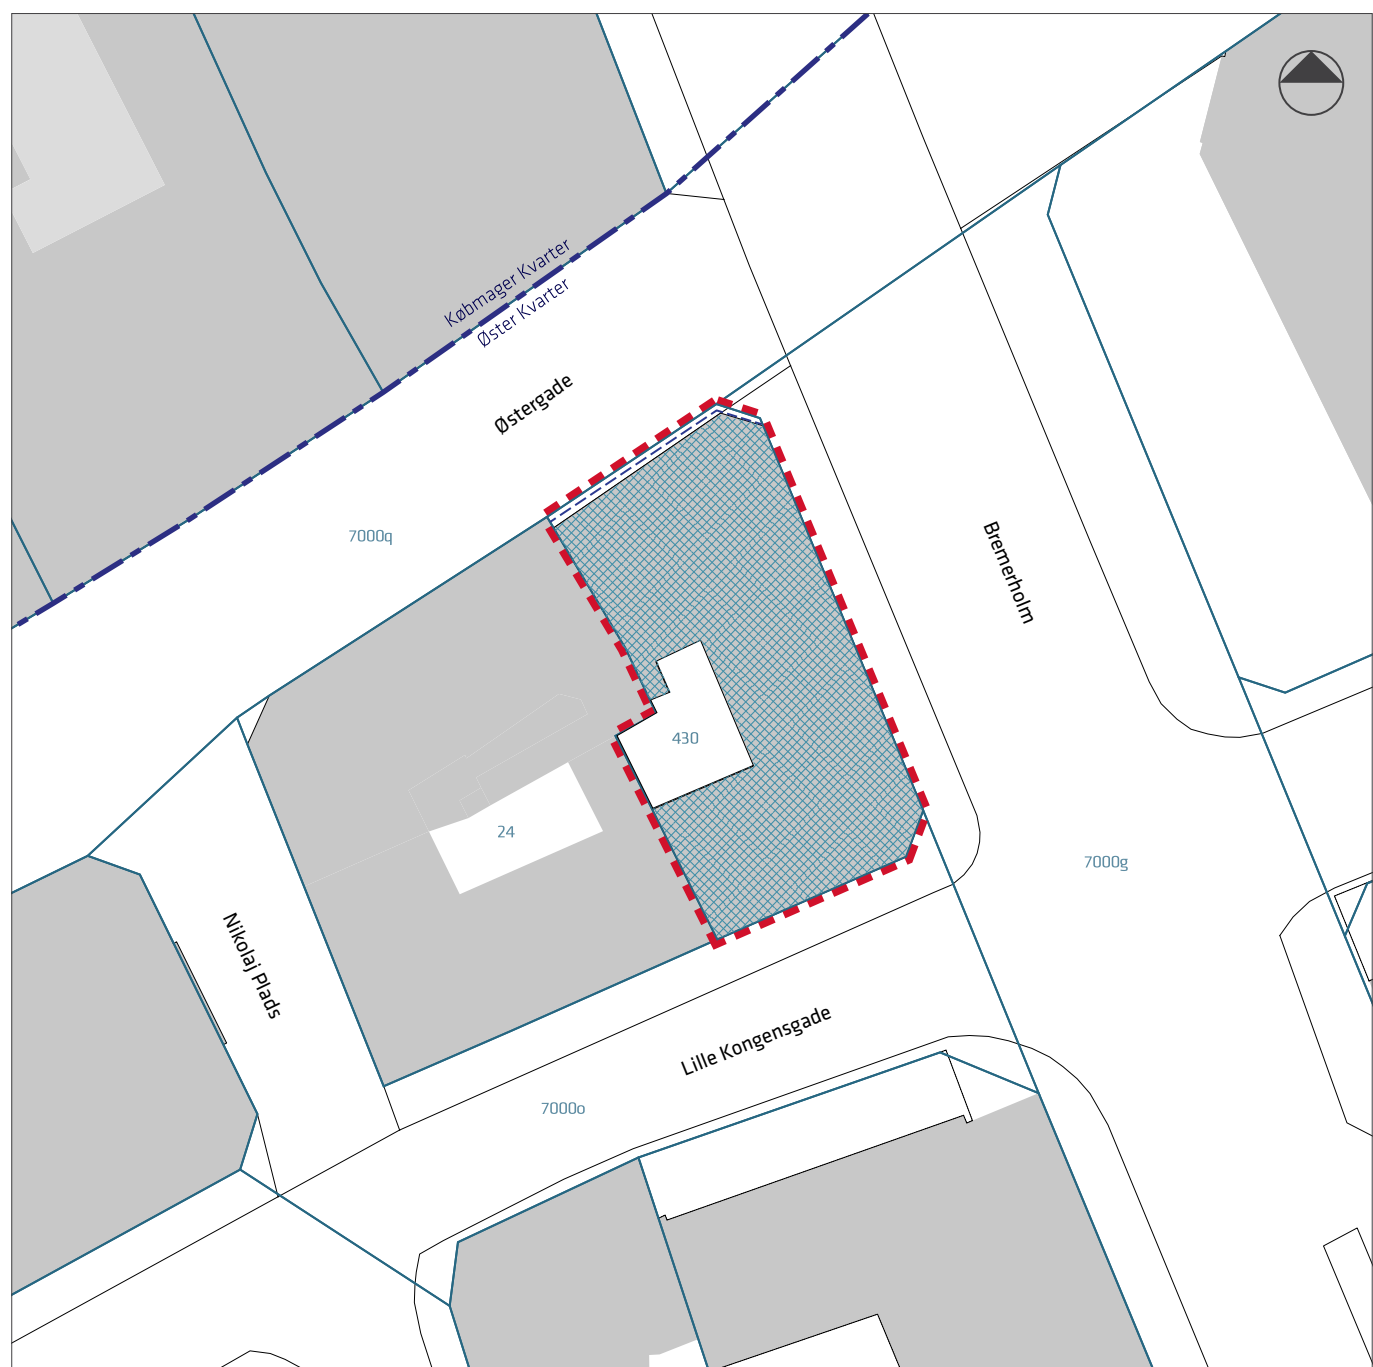 Købmager Kvarter
Øster Kvarter
Østergade
7000q
Bremerholm
430
24
7000g
Nikolaj Plads
Lille Kongensgade
7000o